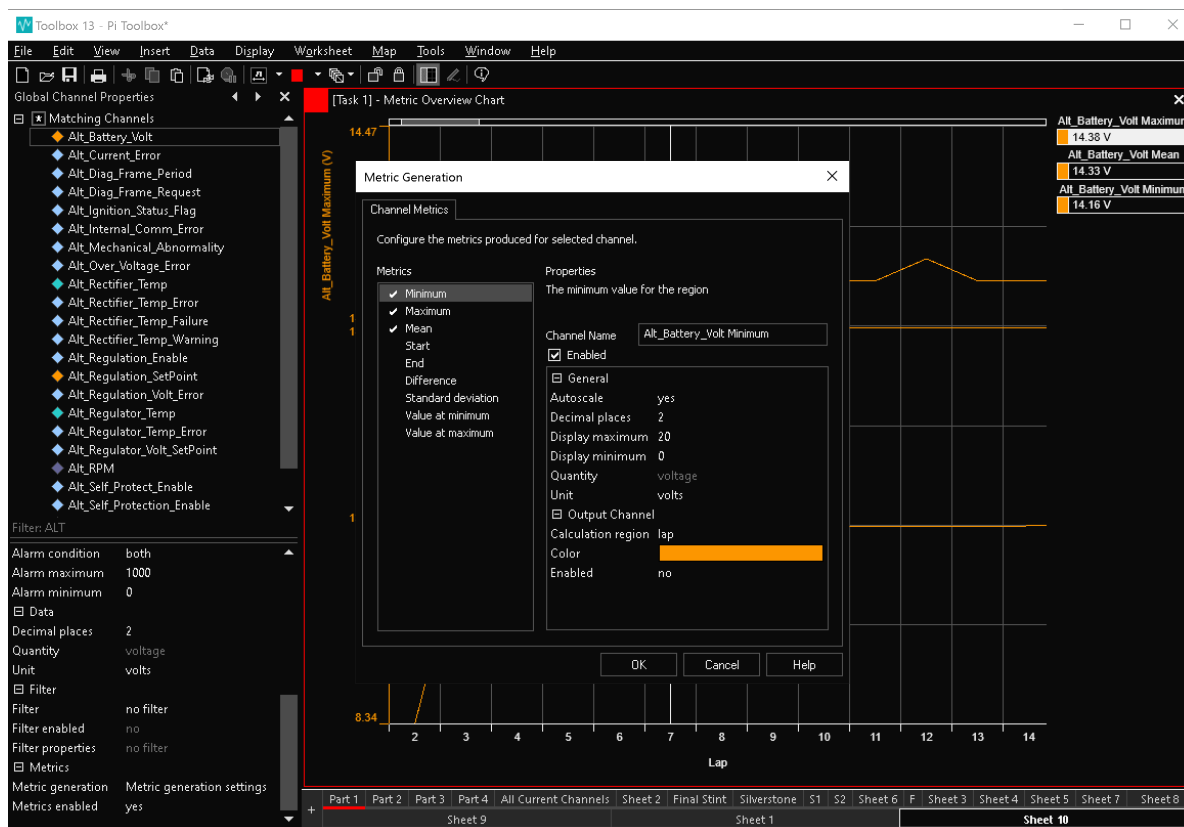 Toolbox 13 - Pi Toolbox*
File Edit View Insert Data Display Worksheet Map Tools Window Help
Global Channel Properties
Matching Channels
Alt_Battery_Volt
Alt_Current_Error
Alt_Diag_Frame_Period
Alt_Diag_Frame_Request
Alt_Ignition_Status_Flag
Alt_Internal_Comm_Error
Alt_Mechanical_Abnormality
Alt_Over_Voltage_Error
Alt_Rectifier_Temp
Alt_Rectifier_Temp_Error
Alt_Rectifier_Temp_Failure
Alt_Rectifier_Temp_Warning
Alt_Regulation_Enable
Alt_Regulation_SetPoint
Alt_Regulation_Volt_Error
Alt_Regulator_Temp
Alt_Regulator_Temp_Error
Alt_Regulator_Volt_SetPoint
Alt_RPM
Alt_Self_Protect_Enable
Alt_Self_Protection_Enable
Filter: ALT
Alarm condition both
Alarm maximum 1000
Alarm minimum 0
Data
Decimal places 2
Quantity voltage
Unit volts
Filter
Filter no filter
Filter enabled no
Filter properties no filter
Metrics
Metric generation Metric generation settings
Metrics enabled yes
[Task 1] - Metric Overview Chart
14.47
Alt_Battery_Volt Maximum (V)
1
1
1
8.34
2 3 4 5 6 7 8 9 10 11 12 13 14
Lap
Alt_Battery_Volt Maximum
14.38 V
Alt_Battery_Volt Mean
14.33 V
Alt_Battery_Volt Minimum
14.16 V
Metric Generation
Channel Metrics
Configure the metrics produced for selected channel.
Metrics
Minimum
Maximum
Mean
Start
End
Difference
Standard deviation
Value at minimum
Value at maximum
Properties
The minimum value for the region
Channel Name Alt_Battery_Volt Minimum
Enabled
General
Autoscale yes
Decimal places 2
Display maximum 20
Display minimum 0
Quantity voltage
Unit volts
Output Channel
Calculation region lap
Color
Enabled no
OK Cancel Help
+ Part 1 Part 2 Part 3 Part 4 All Current Channels Sheet 2 Final Stint Silverstone S1 S2 Sheet 6 F Sheet 3 Sheet 4 Sheet 5 Sheet 7 Sheet 8
Sheet 9 Sheet 1 Sheet 10